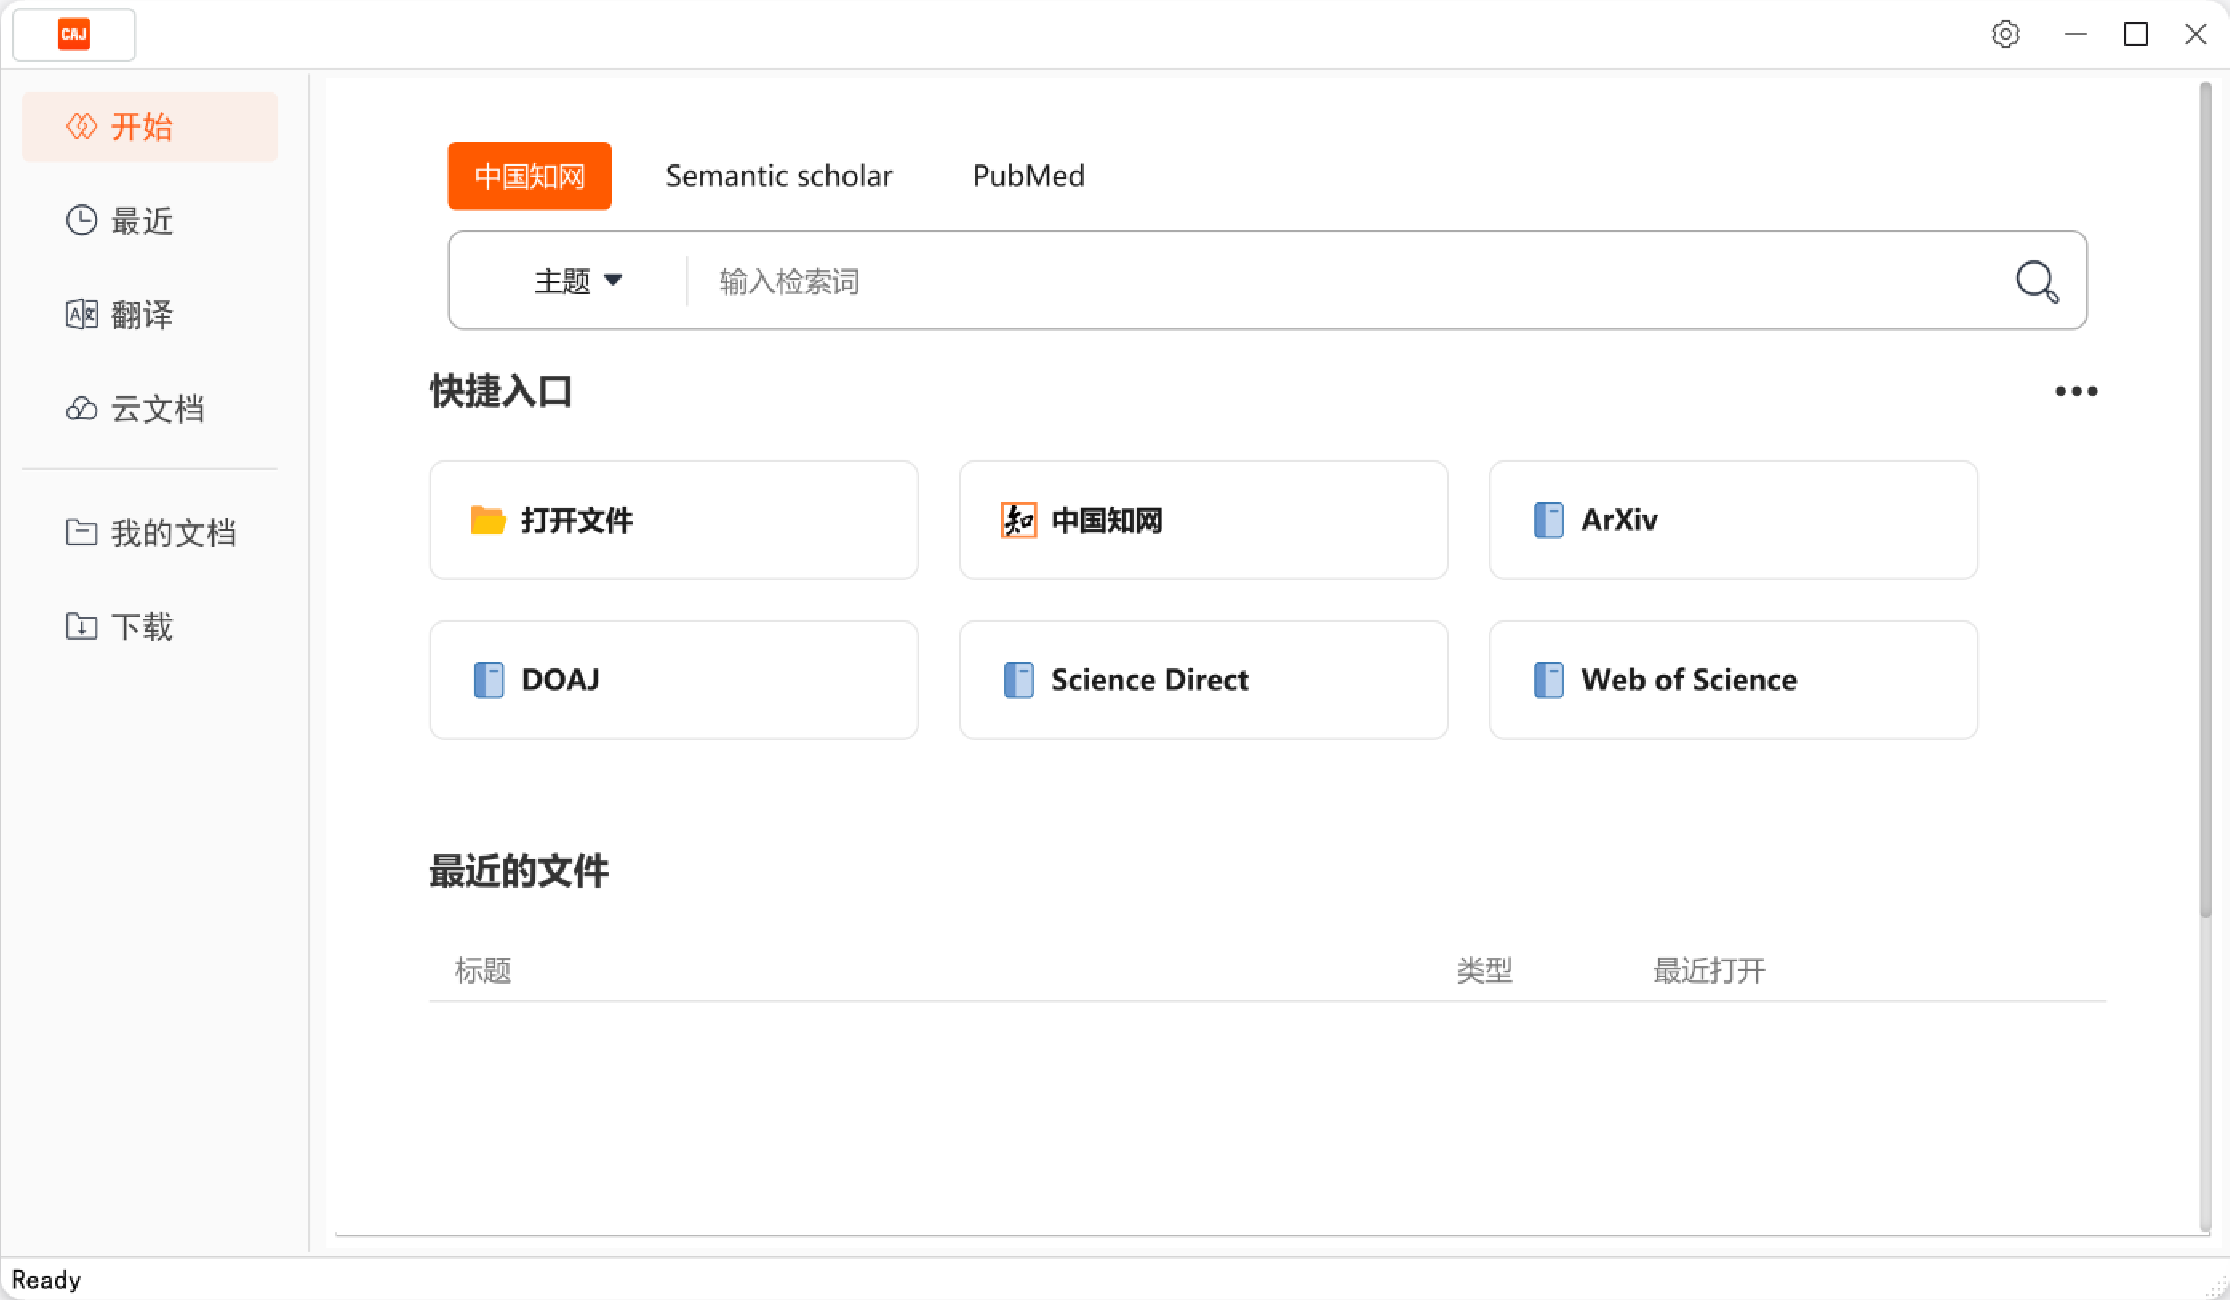 CAJ
开始
最近
翻译
云文档
我的文档
下载
中国知网 Semantic scholar PubMed
主题 输入检索词
快捷入口
打开文件 知 中国知网 ArXiv
DOAJ Science Direct Web of Science
最近的文件
标题 类型 最近打开
Ready